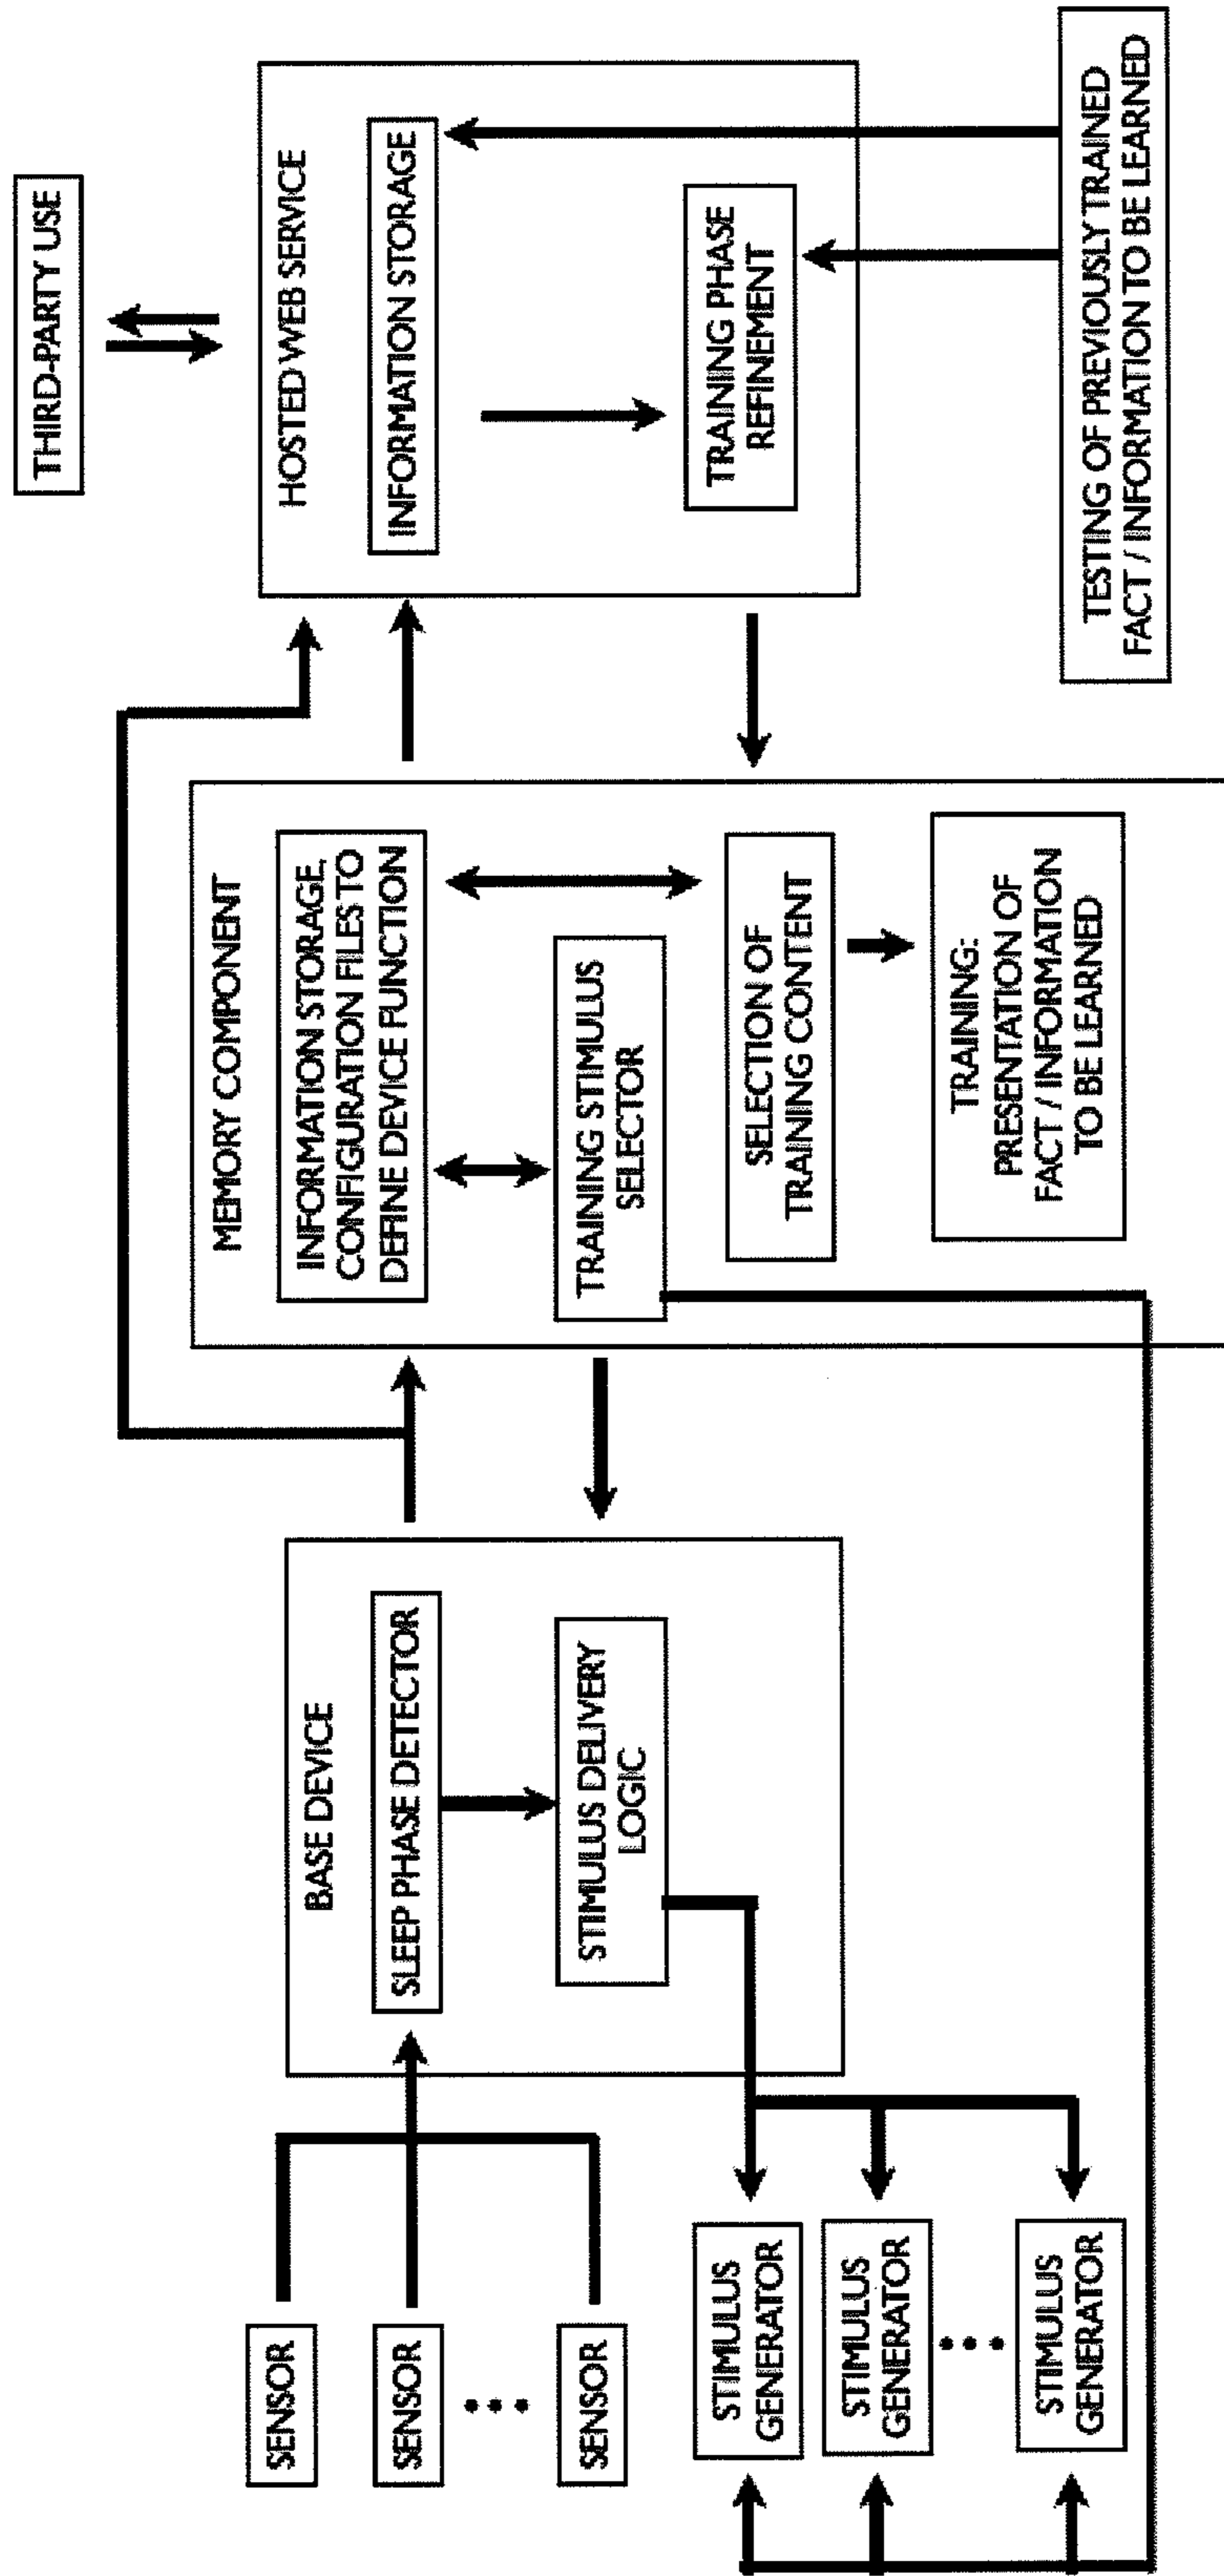 SENSOR
SENSOR
SENSOR
STIMULUS
GENERATOR
STIMULUS
GENERATOR
STIMULUS
GENERATOR
BASE DEVICE
SLEEP PHASE DETECTOR
STIMULUS DELIVERY
LOGIC
MEMORY COMPONENT
INFORMATION STORAGE,
CONFIGURATION FILES TO
DEFINE DEVICE FUNCTION
TRAINING STIMULUS
SELECTOR
SELECTION OF
TRAINING CONTENT
TRAINING:
PRESENTATION OF
FACT / INFORMATION
TO BE LEARNED
THIRD-PARTY USE
HOSTED WEB SERVICE
INFORMATION STORAGE
TRAINING PHASE
REFINEMENT
TESTING OF PREVIOUSLY TRAINED
FACT / INFORMATION TO BE LEARNED